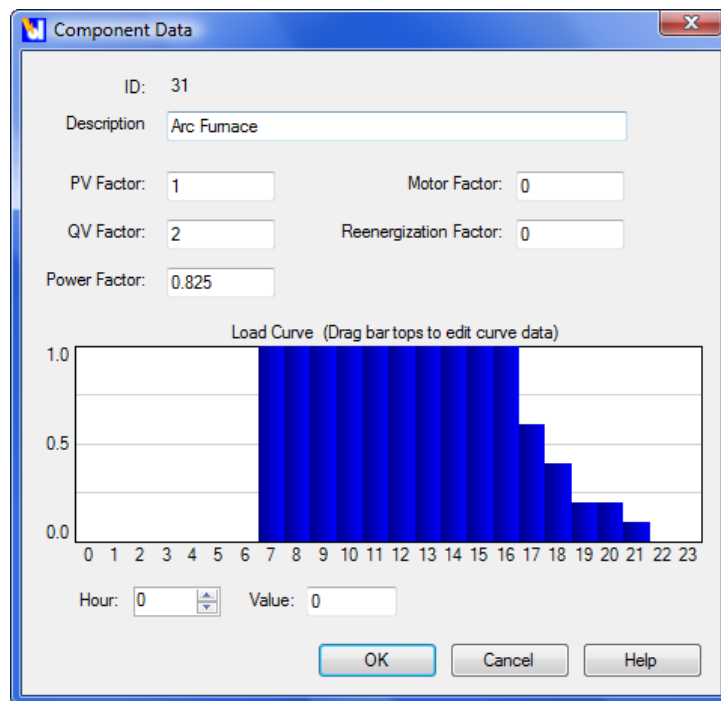 Component Data
ID: 31
Description Arc Furnace
PV Factor: 1 Motor Factor: 0
QV Factor: 2 Reenergization Factor: 0
Power Factor: 0.825
Load Curve (Drag bar tops to edit curve data)
1.0
0.5
0.0
0 1 2 3 4 5 6 7 8 9 10 11 12 13 14 15 16 17 18 19 20 21 22 23
Hour: 0 Value: 0
OK Cancel Help